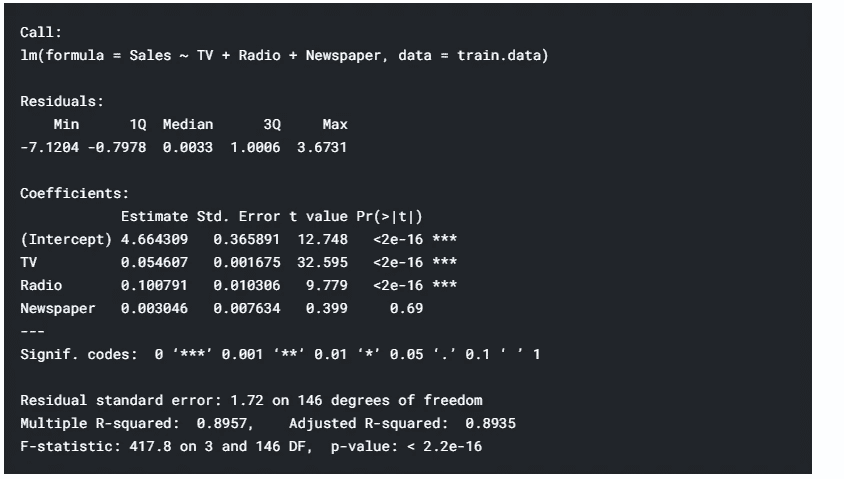 Call:
lm(formula = Sales ~ TV + Radio + Newspaper, data = train.data)
Residuals:
    Min      1Q  Median      3Q     Max
-7.1204 -0.7978  0.0033  1.0006  3.6731
Coefficients:
            Estimate Std. Error t value Pr(>|t|)
(Intercept) 4.664309   0.365891  12.748   <2e-16 ***
TV          0.054607   0.001675  32.595   <2e-16 ***
Radio       0.100791   0.010306   9.779   <2e-16 ***
Newspaper   0.003046   0.007634   0.399     0.69
---
Signif. codes:  0 ‘***’ 0.001 ‘**’ 0.01 ‘*’ 0.05 ‘.’ 0.1 ‘ ’ 1
Residual standard error: 1.72 on 146 degrees of freedom
Multiple R-squared:  0.8957,    Adjusted R-squared:  0.8935
F-statistic: 417.8 on 3 and 146 DF,  p-value: < 2.2e-16